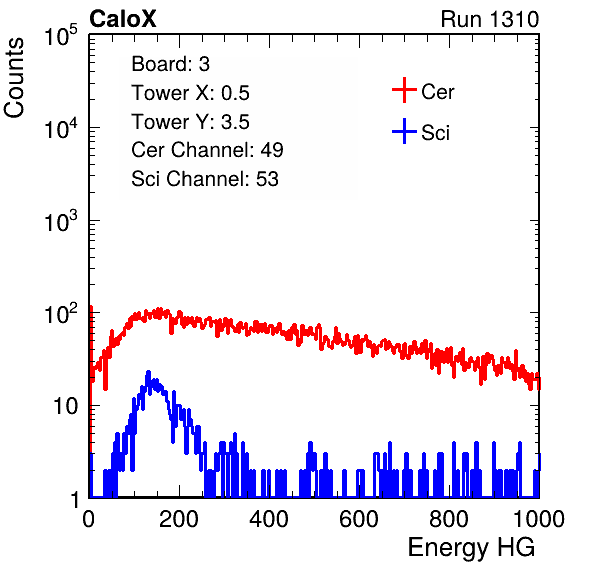 CaloX Run 1310
Counts
Board: 3
Tower X: 0.5
Tower Y: 3.5
Cer Channel: 49
Sci Channel: 53
Cer
Sci
10^5
10^4
10^3
10^2
10
1
0 200 400 600 800 1000
Energy HG